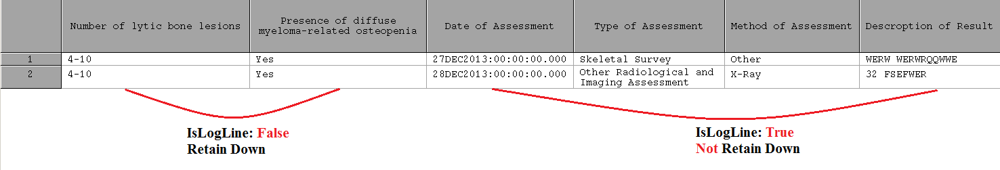 Number of lytic bone lesions
Presence of diffuse
myeloma-related osteopenia
Date of Assessment
Type of Assessment
Method of Assessment
Descroption of Result
1
4-10
Yes
27DEC2013:00:00:00.000
Skeletal Survey
Other
WERW WERWRQQWWE
2
4-10
Yes
28DEC2013:00:00:00.000
Other Radiological and
Imaging Assessment
X-Ray
32 FSEFWER
IsLogLine: False
Retain Down
IsLogLine: True
Not Retain Down